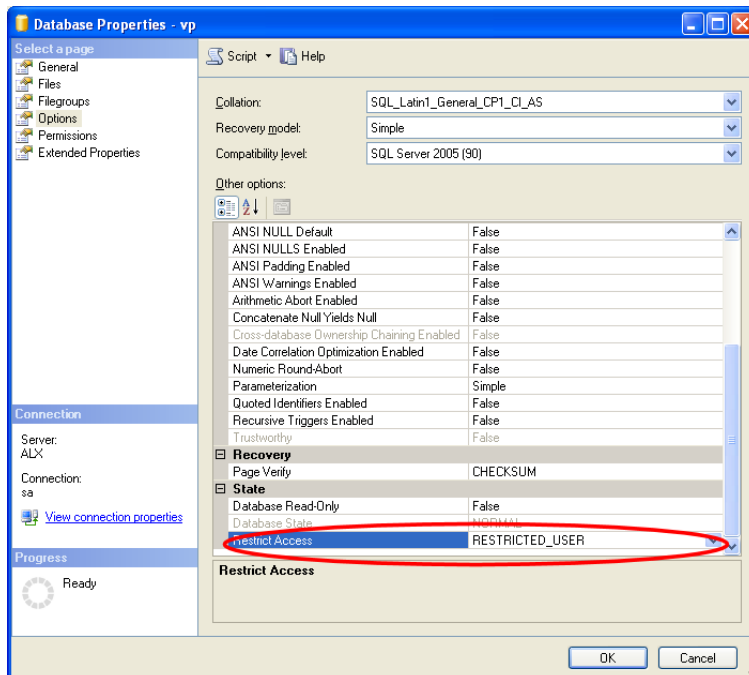 Database Properties - vp
Select a page
General
Files
Filegroups
Options
Permissions
Extended Properties
Connection
Server:
ALX
Connection:
sa
View connection properties
Progress
Ready
Script Help
Collation: SQL_Latin1_General_CP1_CI_AS
Recovery model: Simple
Compatibility level: SQL Server 2005 (90)
Other options:
ANSI NULL Default False
ANSI NULLS Enabled False
ANSI Padding Enabled False
ANSI Warnings Enabled False
Arithmetic Abort Enabled False
Concatenate Null Yields Null False
Cross-database Ownership Chaining Enabled False
Date Correlation Optimization Enabled False
Numeric Round-Abort False
Parameterization Simple
Quoted Identifiers Enabled False
Recursive Triggers Enabled False
Trustworthy False
Recovery
Page Verify CHECKSUM
State
Database Read-Only False
Database State NORMAL
Restrict Access RESTRICTED_USER
Restrict Access
OK Cancel